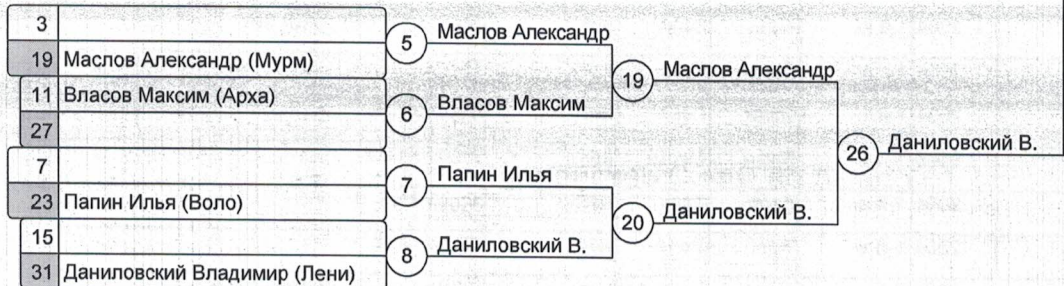 3
19 Маслов Александр (Мурм)
11 Власов Максим (Арха)
27
7
23 Папин Илья (Воло)
15
31 Даниловский Владимир (Лени)
5 Маслов Александр
6 Власов Максим
7 Папин Илья
8 Даниловский В.
19 Маслов Александр
20 Даниловский В.
26 Даниловский В.